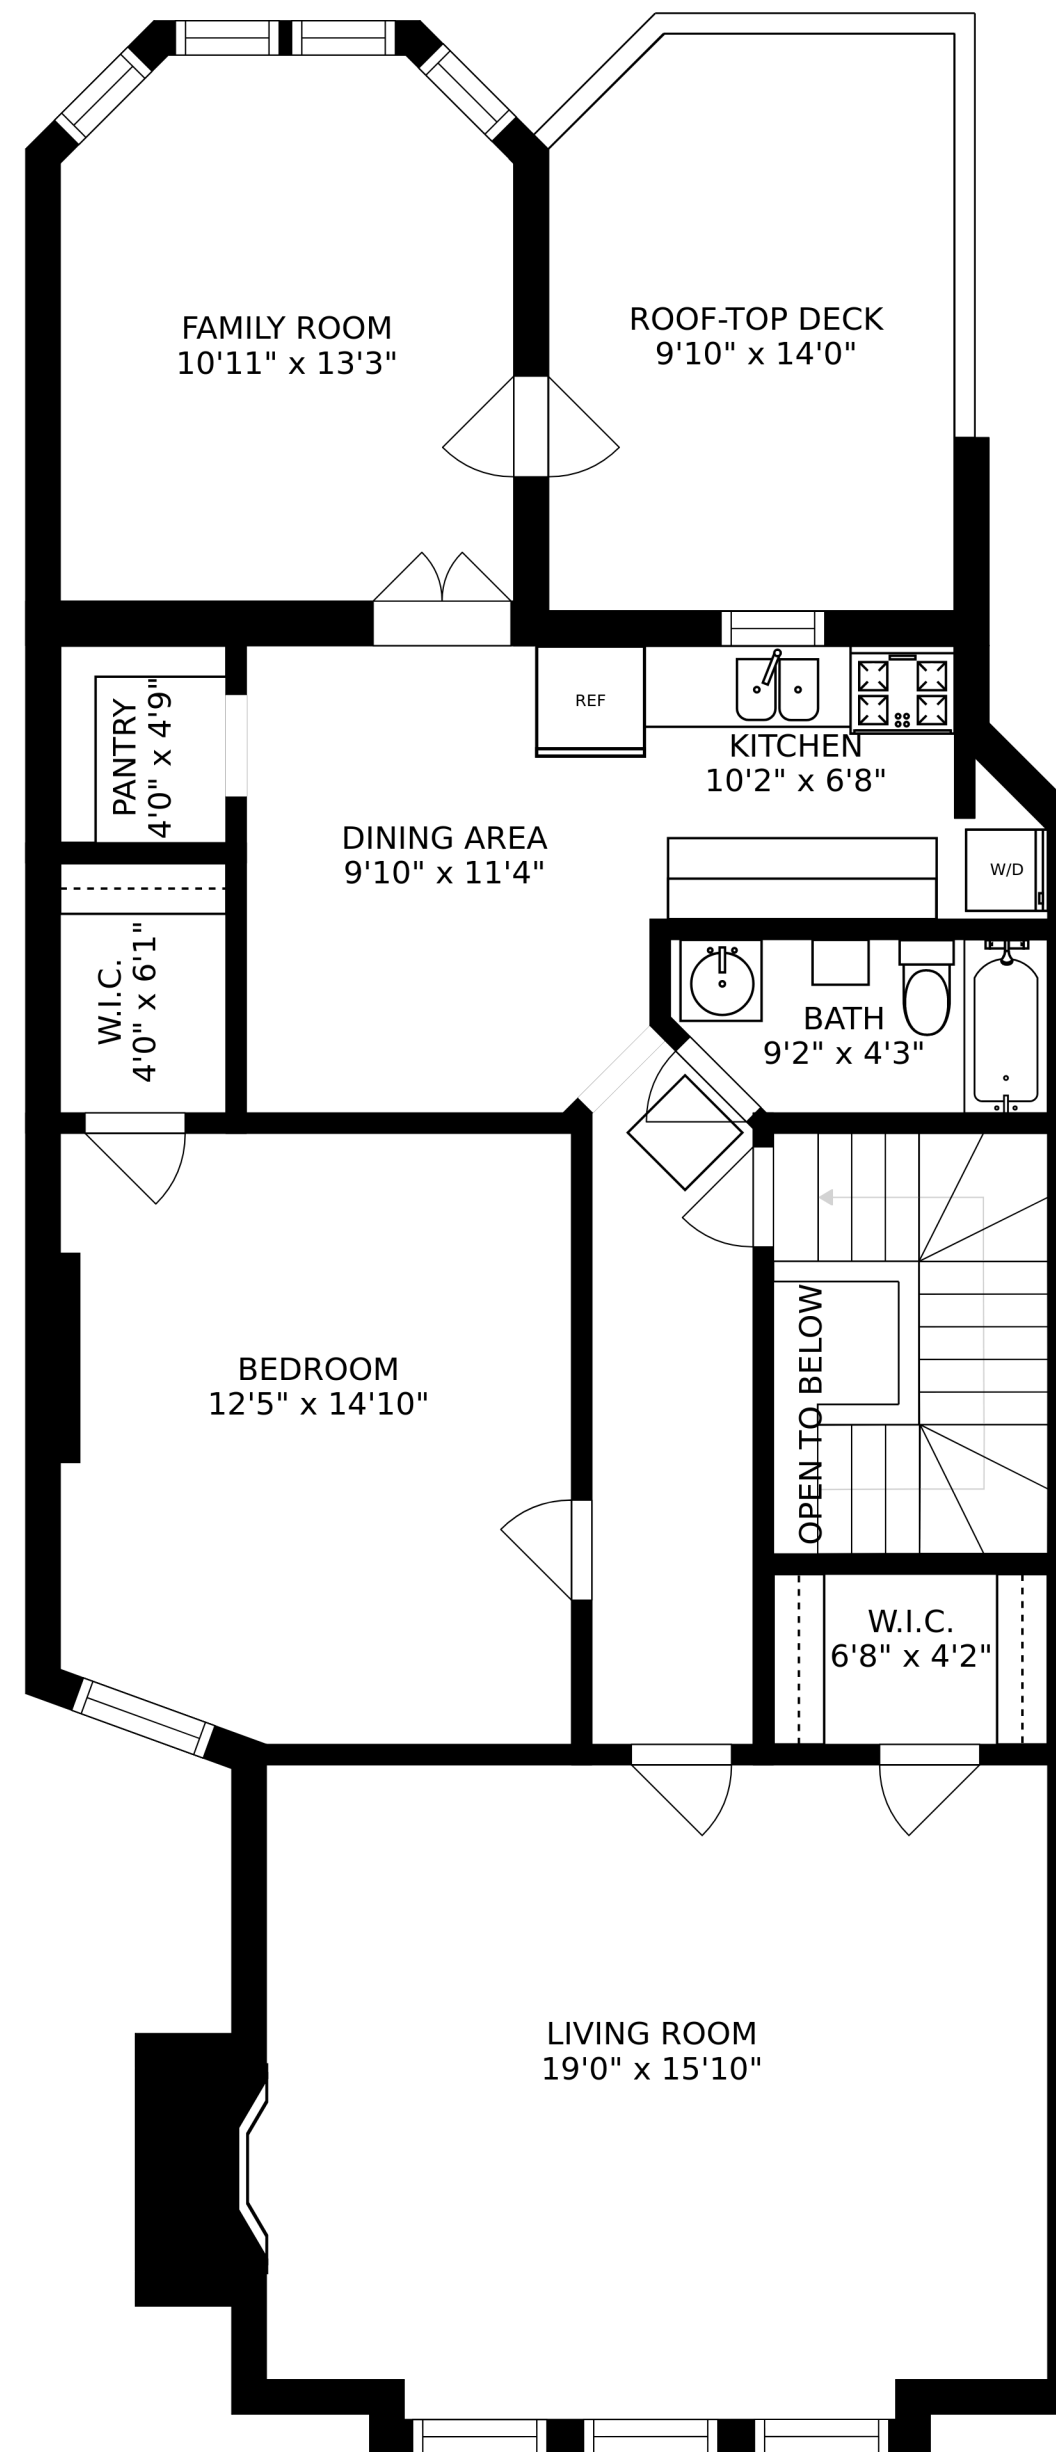 FAMILY ROOM
10'11" x 13'3"
ROOF-TOP DECK
9'10" x 14'0"
PANTRY
4'0" x 4'9"
REF
KITCHEN
10'2" x 6'8"
DINING AREA
9'10" x 11'4"
W/D
W.I.C.
4'0" x 6'1"
BATH
9'2" x 4'3"
BEDROOM
12'5" x 14'10"
OPEN TO BELOW
W.I.C.
6'8" x 4'2"
LIVING ROOM
19'0" x 15'10"